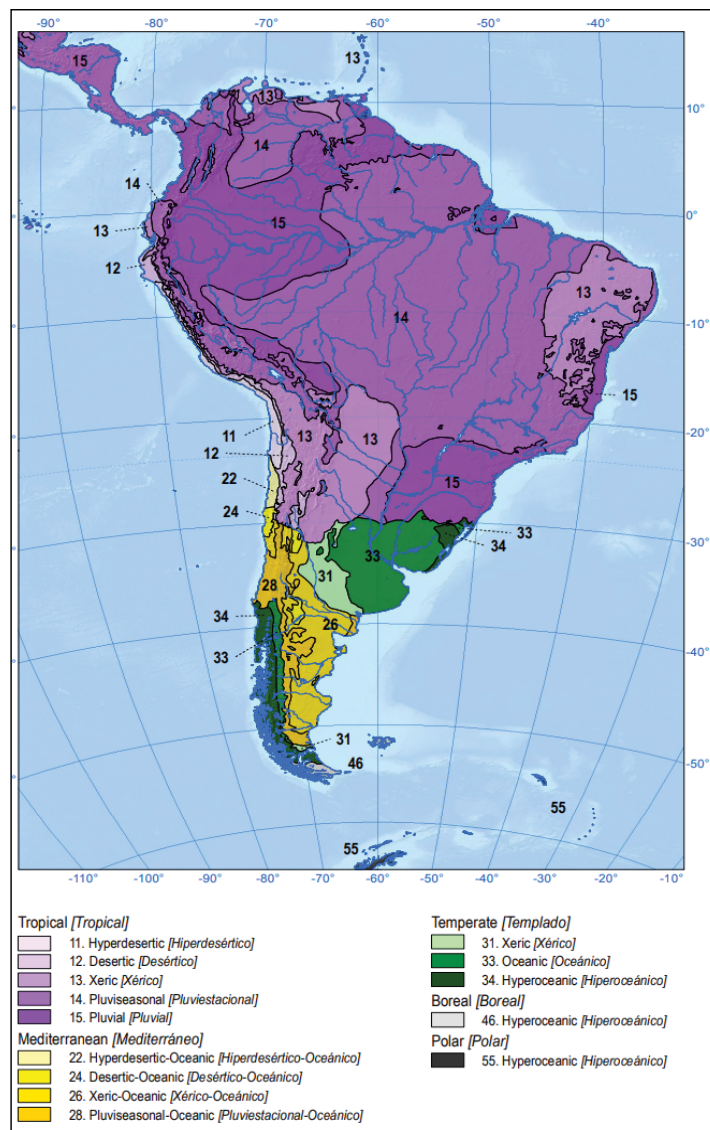 -90° -80° -70° -60° -50° -40°
15
13
13
10°
14
14
15
0°
13
12
13
14
-10°
15
11
13
13
-20°
12
15
22
24
33
-30°
33
34
31
28
34
26
33
-40°
31
46
-50°
55
55
-110° -100° -90° -80° -70° -60° -50° -40° -30°
Tropical [Tropical]
11. Hyperdesertic [Hiperdesértico]
12. Desertic [Desértico]
13. Xeric [Xérico]
14. Pluviseasonal [Pluviestacional]
15. Pluvial [Pluvial]
Mediterranean [Mediterráneo]
22. Hyperdesertic-Oceanic [Hiperdesértico-Oceánico]
24. Desertic-Oceanic [Desértico-Oceánico]
26. Xeric-Oceanic [Xérico-Oceánico]
28. Pluviseasonal-Oceanic [Pluviestacional-Oceánico]
Temperate [Templado]
31. Xeric [Xérico]
33. Oceanic [Oceánico]
34. Hyperoceanic [Hiperoceánico]
Boreal [Boreal]
46. Hyperoceanic [Hiperoceánico]
Polar [Polar]
55. Hyperoceanic [Hiperoceánico]